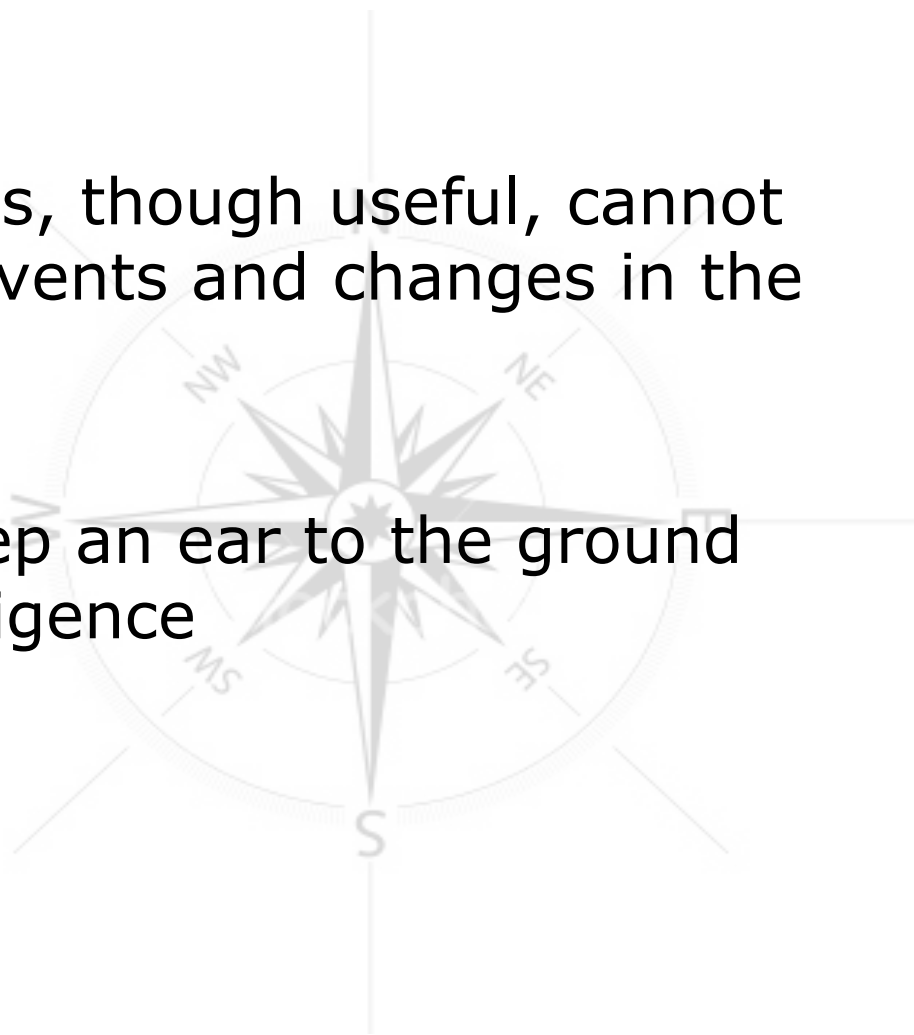 s, though useful, cannot
N
vents and changes in the
NW
NE
W
E
ep an ear to the ground
igence
SW
SE
S